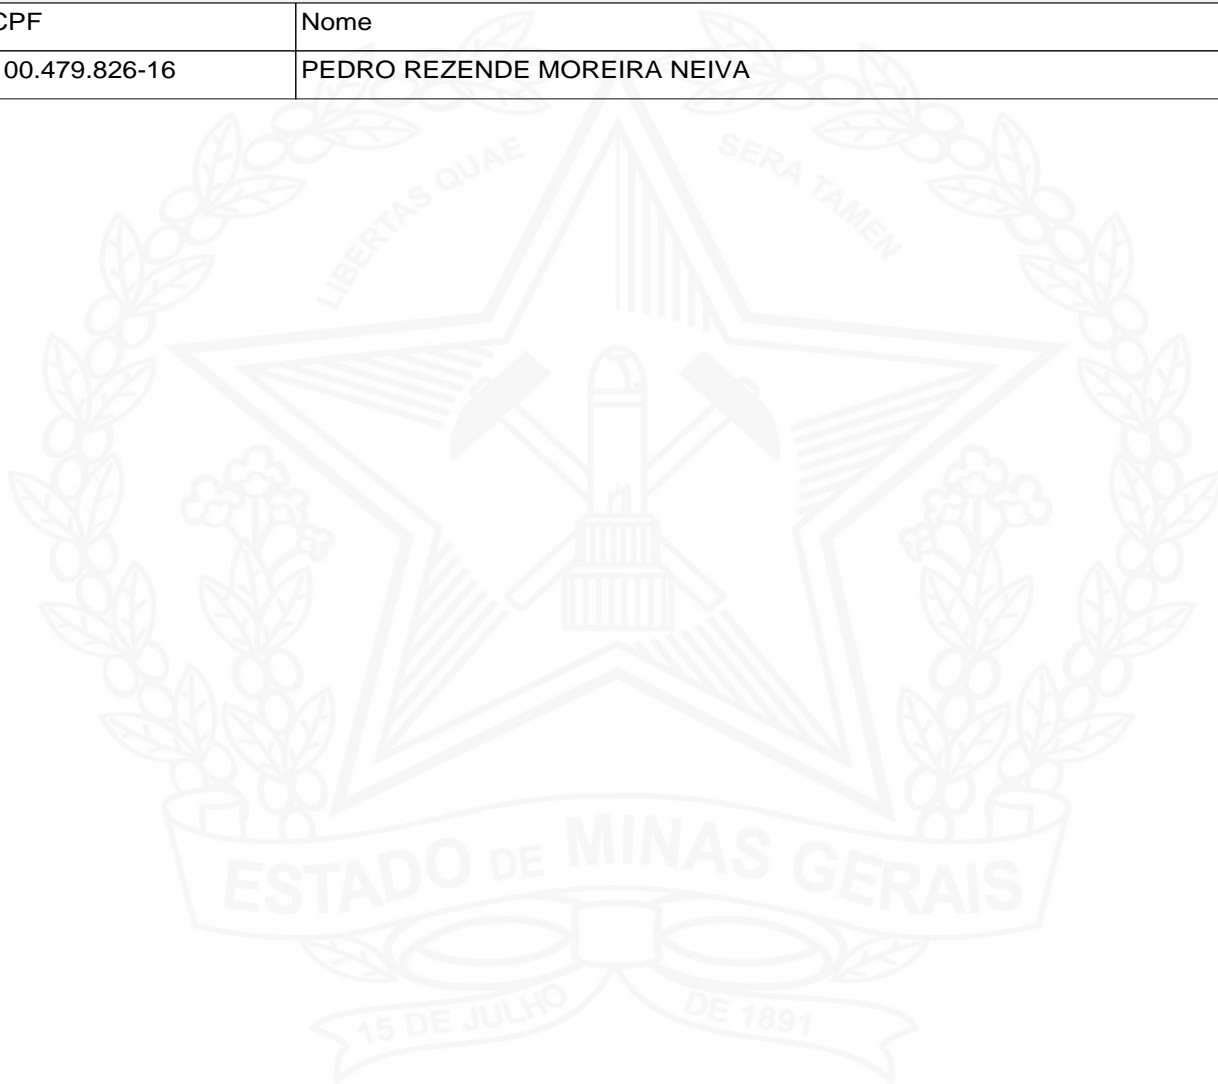 CPF Nome
00.479.826-16 PEDRO REZENDE MOREIRA NEIVA
LIBERTAS QUAE SERA TAMEN
ESTADO DE MINAS GERAIS
15 DE JULHO DE 1891